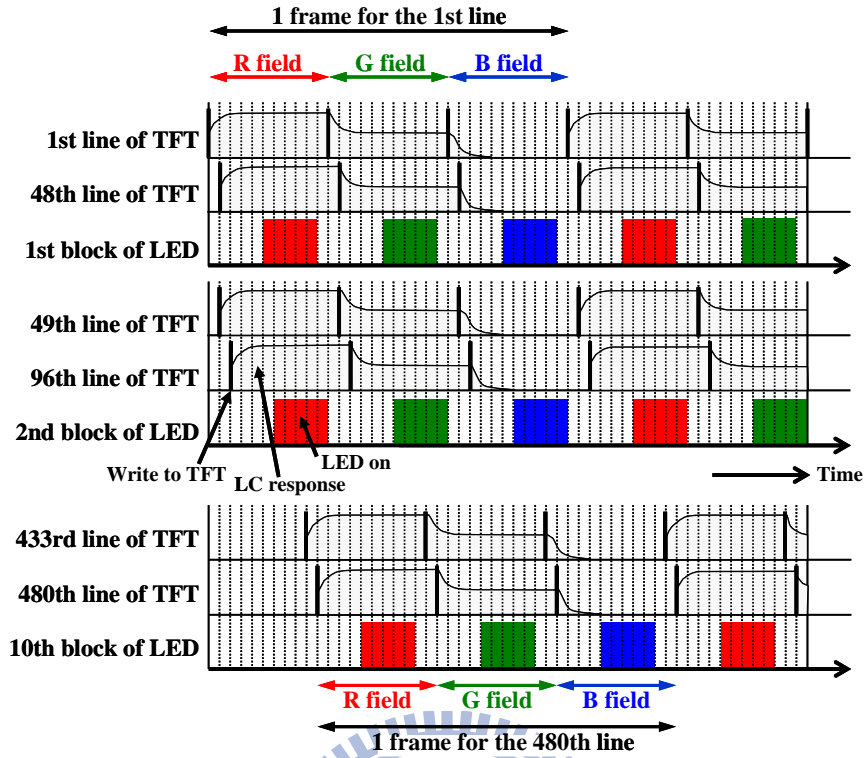 1 frame for the 1st line
R field G field B field
1st line of TFT
48th line of TFT
1st block of LED
49th line of TFT
96th line of TFT
2nd block of LED
LED on
Write to TFT
LC response
Time
433rd line of TFT
480th line of TFT
10th block of LED
R field G field B field
1 frame for the 480th line